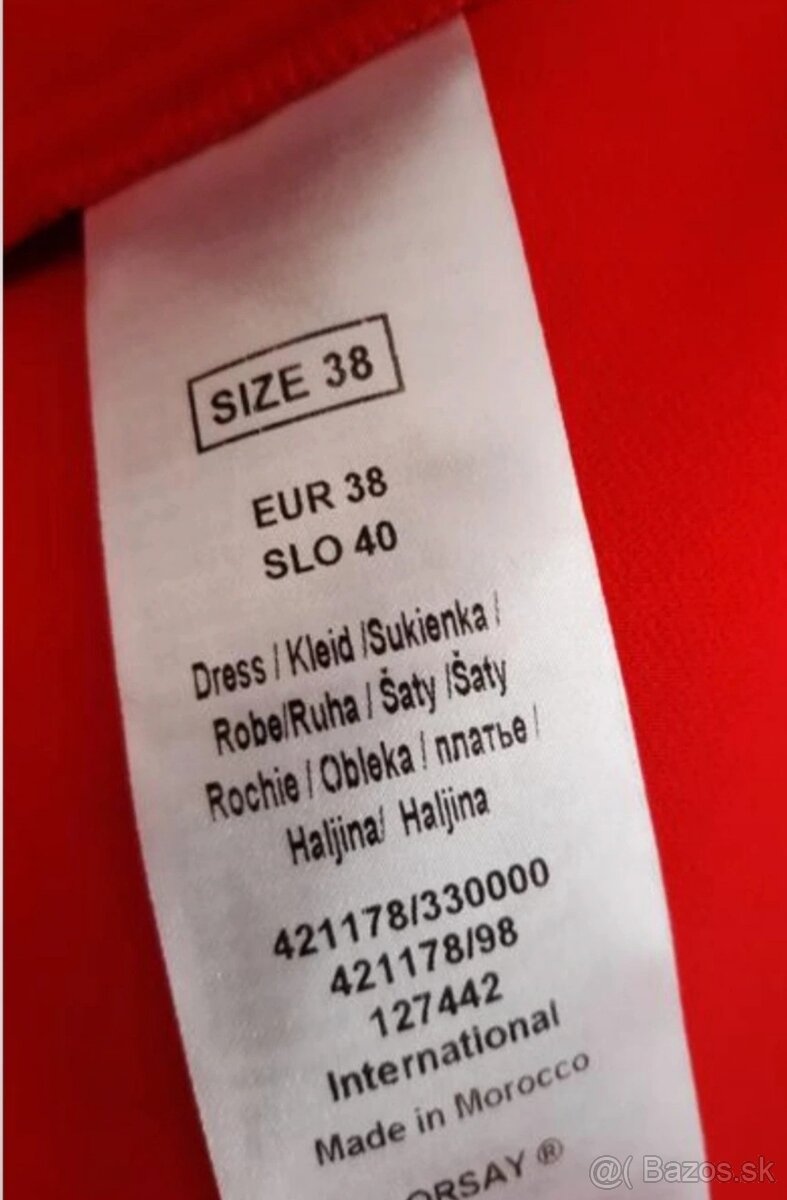 SIZE 38
EUR 38
SLO 40
Dress / Kleid /Sukienka /
Robe/Ruha / Šaty /Šaty
Rochie / Obleka / платье /
Haljina/ Haljina
421178/330000
421178/98
127442
International
Made in Morocco
ORSAY ®
@( Bazos.sk